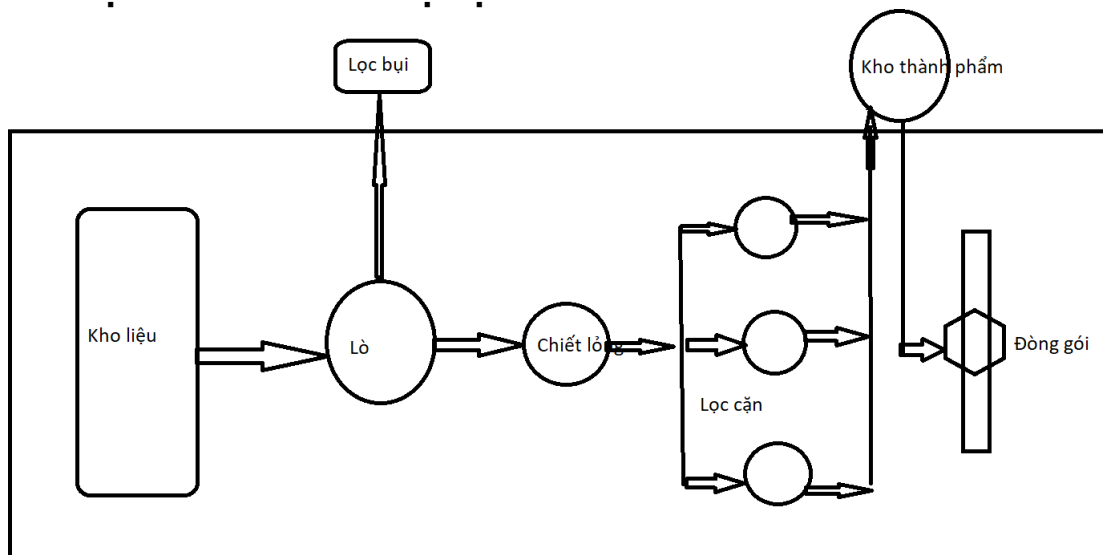 Lọc bụi
Kho thành phẩm
Kho liệu
Lò
Chiết lỏng
Đòng gói
Lọc cặn